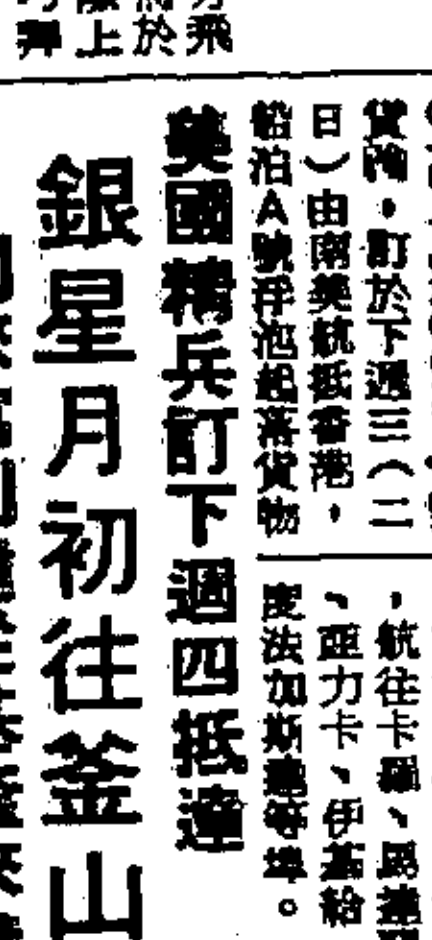 貨物，訂於下週三（二
日）由南美航抵香港，
船泊A號浮泡起落貨物
，航往卡羅、馬達
、亞力卡、伊基給
度法加斯達等埠。
美國精兵訂下週四抵達
銀星月初往釜山